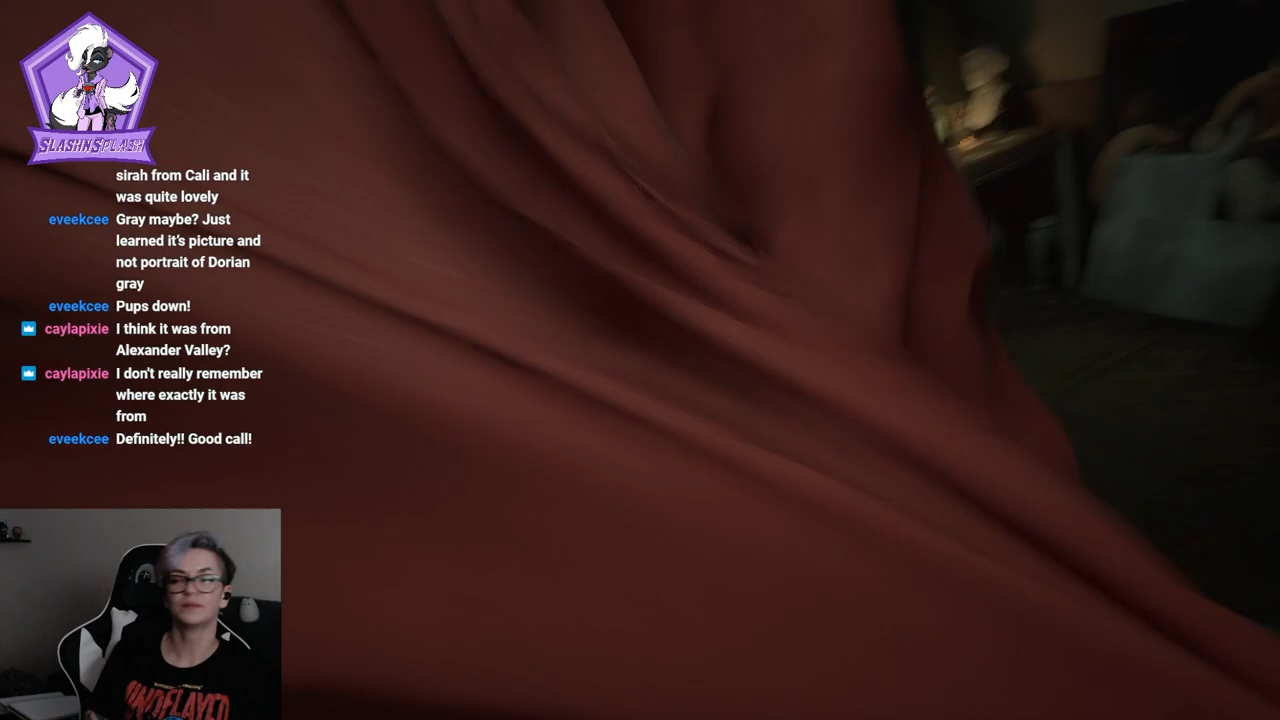 SLASHNSPLASH
sirah from Cali and it
was quite lovely
eveekcee Gray maybe? Just
learned it’s picture and
not portrait of Dorian
gray
eveekcee Pups down!
caylapixie I think it was from
Alexander Valley?
caylapixie I don't really remember
where exactly it was
from
eveekcee Definitely!! Good call!